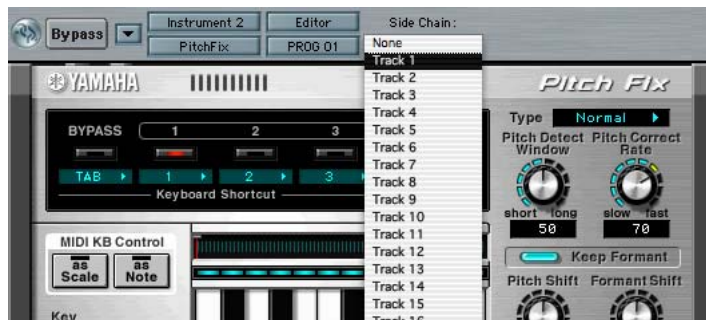 Bypass
Instrument 2
Editor
Side Chain:
PitchFix
PROG 01
None
Track 1
Track 2
Track 3
Track 4
Track 5
Track 6
Track 7
Track 8
Track 9
Track 10
Track 11
Track 12
Track 13
Track 14
Track 15
Track 16
YAMAHA
Pitch Fix
BYPASS 1 2 3
TAB 1 2 3
Keyboard Shortcut
Type Normal
Pitch Detect Window
Pitch Correct Rate
short long
slow fast
50
70
Keep Formant
Pitch Shift
Formant Shift
MIDI KB Control
as Scale
as Note
Key